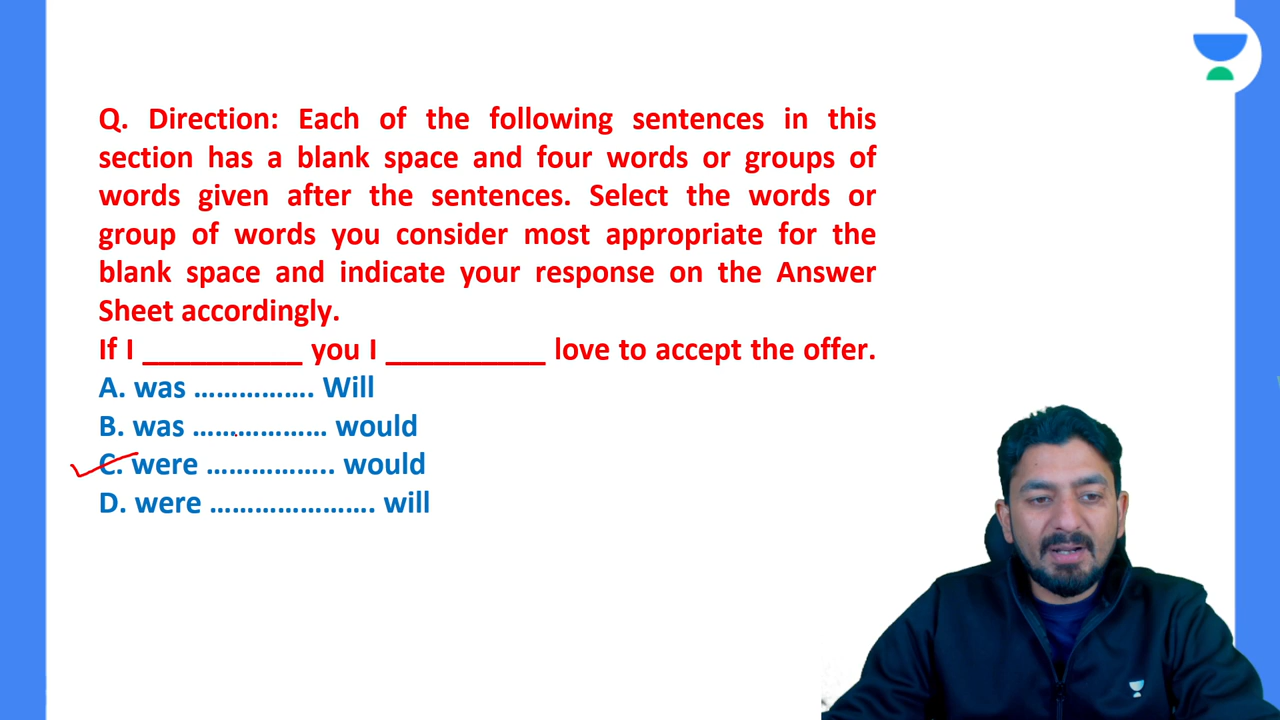 Q. Direction: Each of the following sentences in this
section has a blank space and four words or groups of
words given after the sentences. Select the words or
group of words you consider most appropriate for the
blank space and indicate your response on the Answer
Sheet accordingly.
If I __________ you I __________ love to accept the offer.
A. was ……………. Will
B. was ……………… would
C. were …………….. would
D. were …………………. will